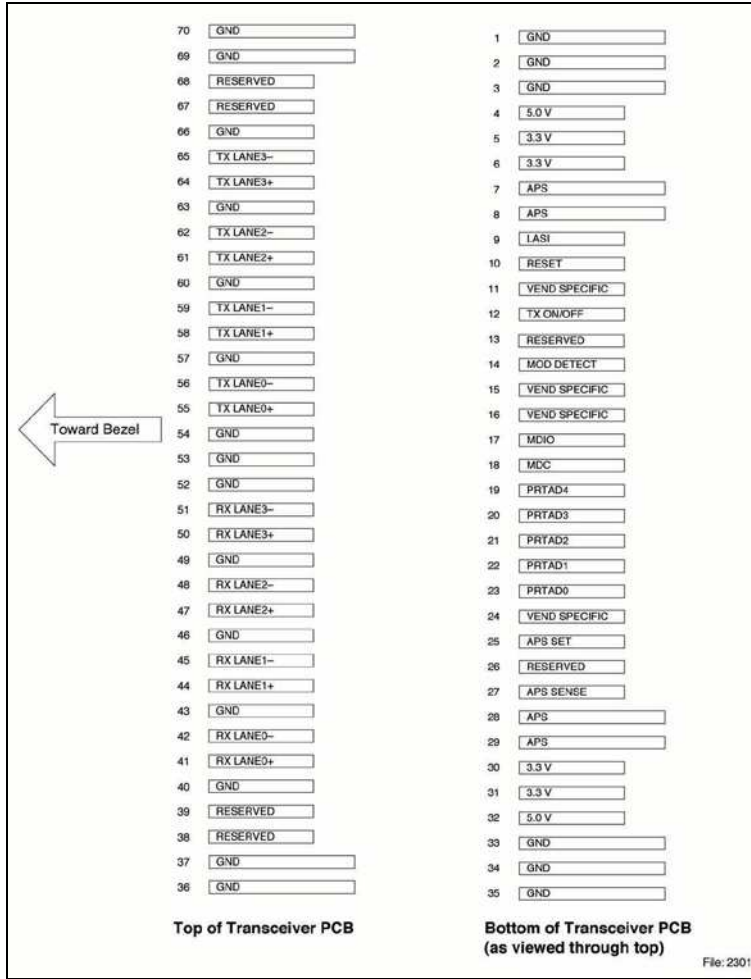 70 GND
69 GND
68 RESERVED
67 RESERVED
66 GND
65 TX LANE3–
64 TX LANE3+
63 GND
62 TX LANE2–
61 TX LANE2+
60 GND
59 TX LANE1–
58 TX LANE1+
57 GND
56 TX LANE0–
55 TX LANE0+
54 GND
53 GND
52 GND
51 RX LANE3–
50 RX LANE3+
49 GND
48 RX LANE2–
47 RX LANE2+
46 GND
45 RX LANE1–
44 RX LANE1+
43 GND
42 RX LANE0–
41 RX LANE0+
40 GND
39 RESERVED
38 RESERVED
37 GND
36 GND
Toward Bezel
Top of Transceiver PCB
1 GND
2 GND
3 GND
4 5.0 V
5 3.3 V
6 3.3 V
7 APS
8 APS
9 LASI
10 RESET
11 VEND SPECIFIC
12 TX ON/OFF
13 RESERVED
14 MOD DETECT
15 VEND SPECIFIC
16 VEND SPECIFIC
17 MDIO
18 MDC
19 PRTAD4
20 PRTAD3
21 PRTAD2
22 PRTAD1
23 PRTAD0
24 VEND SPECIFIC
25 APS SET
26 RESERVED
27 APS SENSE
28 APS
29 APS
30 3.3 V
31 3.3 V
32 5.0 V
33 GND
34 GND
35 GND
Bottom of Transceiver PCB
(as viewed through top)
File: 2301